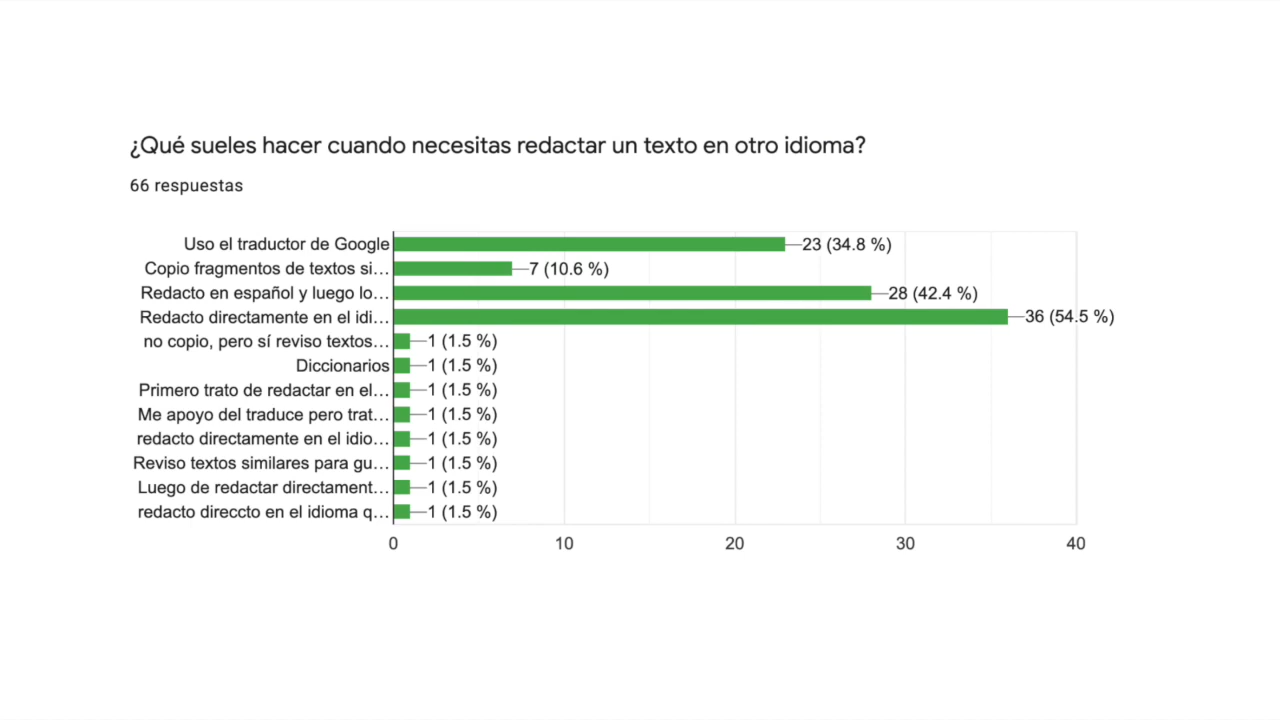 ¿Qué sueles hacer cuando necesitas redactar un texto en otro idioma?
66 respuestas
Uso el traductor de Google 23 (34.8 %)
Copio fragmentos de textos si… 7 (10.6 %)
Redacto en español y luego lo… 28 (42.4 %)
Redacto directamente en el idi… 36 (54.5 %)
no copio, pero sí reviso textos… 1 (1.5 %)
Diccionarios 1 (1.5 %)
Primero trato de redactar en el… 1 (1.5 %)
Me apoyo del traduce pero trat… 1 (1.5 %)
redacto directamente en el idio… 1 (1.5 %)
Reviso textos similares para gu… 1 (1.5 %)
Luego de redactar directament… 1 (1.5 %)
redacto direccto en el idioma q… 1 (1.5 %)
0 10 20 30 40